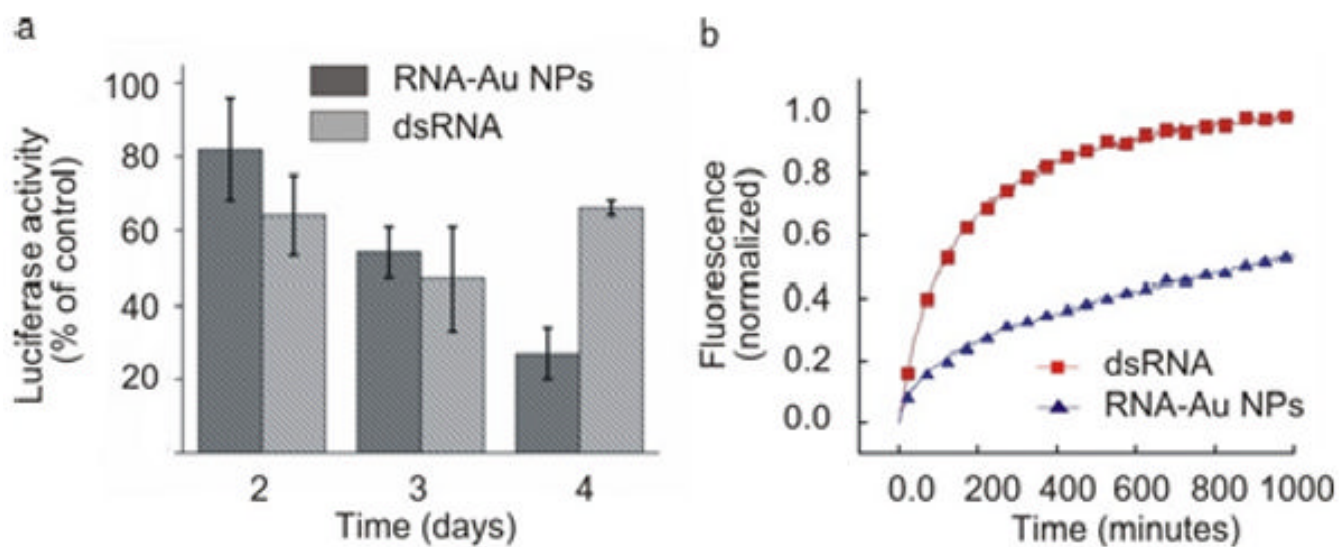 a
100
80
60
40
20
Luciferase activity
(% of control)
RNA-Au NPs
dsRNA
2 3 4
Time (days)
b
1.0
0.8
0.6
0.4
0.2
0.0
Fluorescence
(normalized)
dsRNA
RNA-Au NPs
0.0 200 400 600 800 1000
Time (minutes)